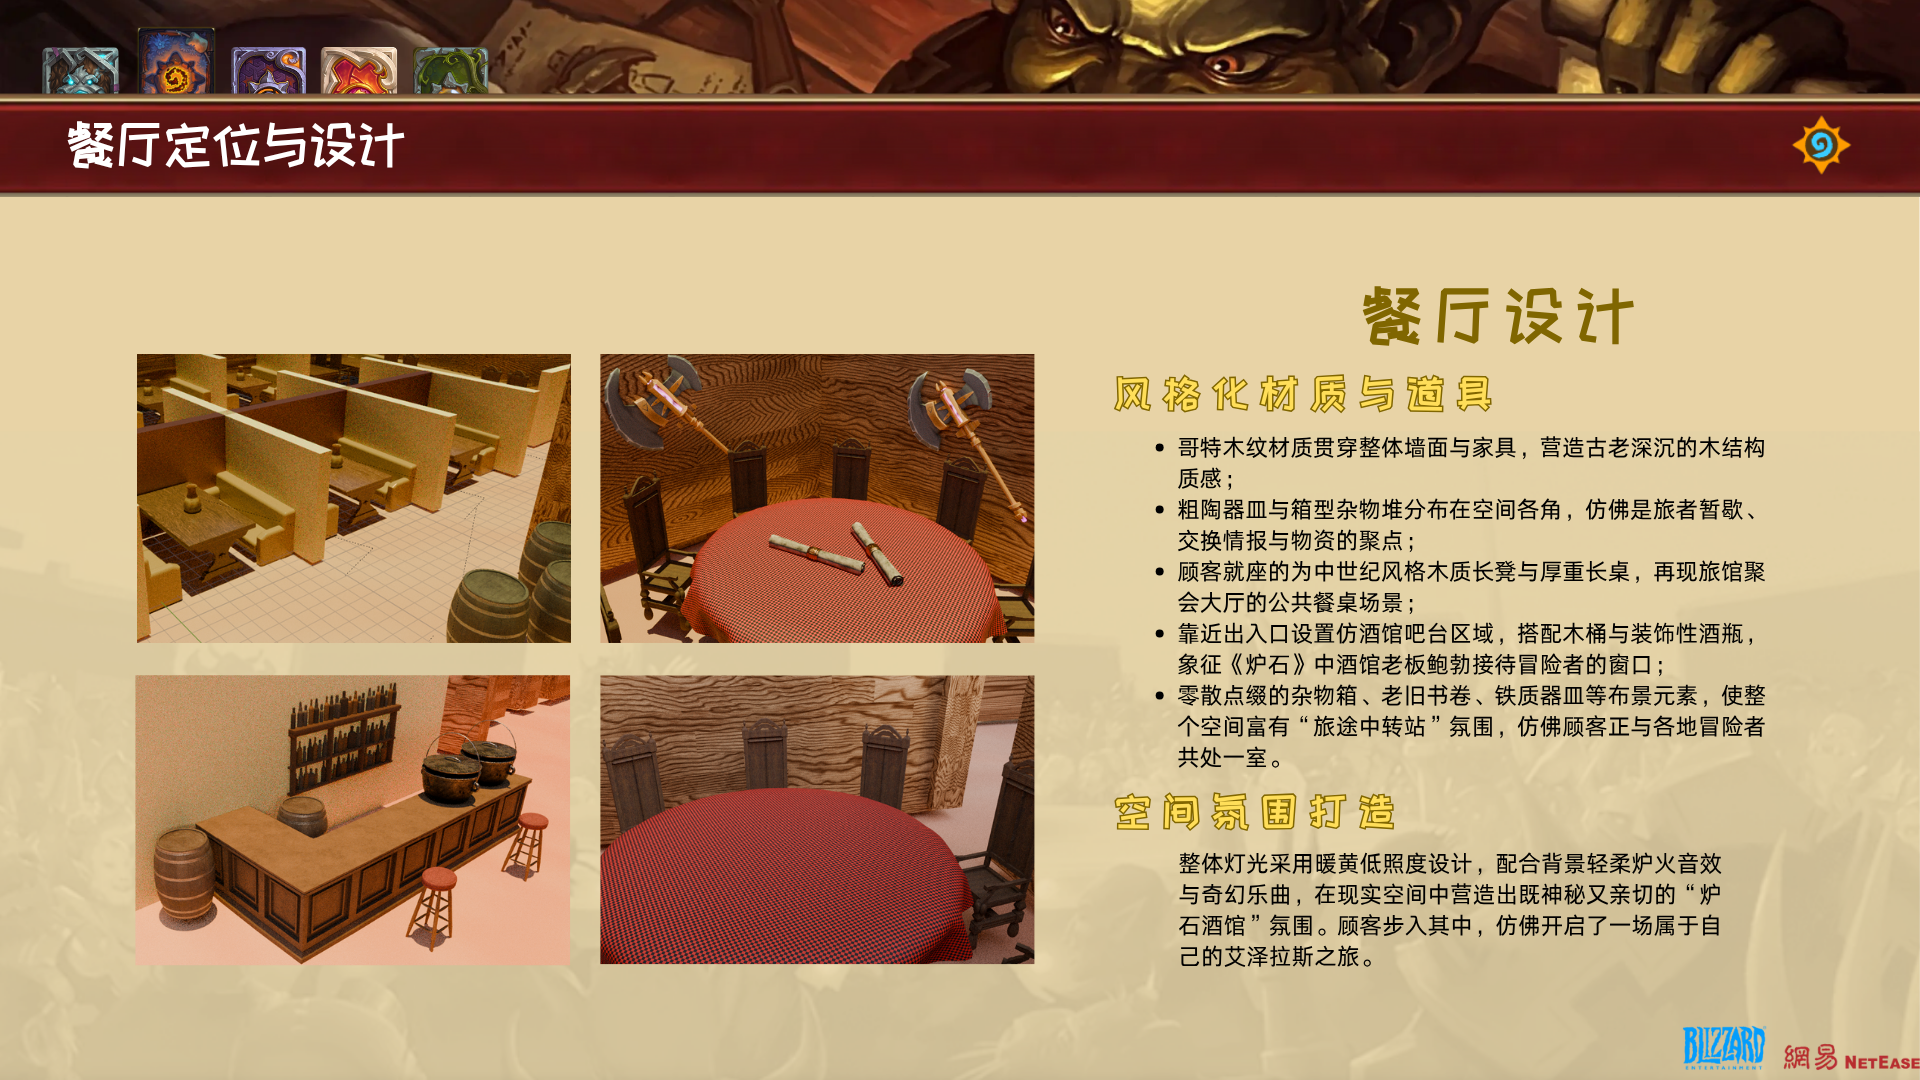 餐厅定位与设计
餐厅设计
风格化材质与道具
• 哥特木纹材质贯穿整体墙面与家具，营造古老深沉的木结构
质感；
• 粗陶器皿与箱型杂物堆分布在空间各角，仿佛是旅者暂歇、
交换情报与物资的聚点；
• 顾客就座的为中世纪风格木质长凳与厚重长桌，再现旅馆聚
会大厅的公共餐桌场景；
• 靠近出入口设置仿酒馆吧台区域，搭配木桶与装饰性酒瓶，
象征《炉石》中酒馆老板鲍勃接待冒险者的窗口；
• 零散点缀的杂物箱、老旧书卷、铁质器皿等布景元素，使整
个空间富有“旅途中转站”氛围，仿佛顾客正与各地冒险者
共处一室。
空间氛围打造
整体灯光采用暖黄低照度设计，配合背景轻柔炉火音效
与奇幻乐曲，在现实空间中营造出既神秘又亲切的“炉
石酒馆”氛围。顾客步入其中，仿佛开启了一场属于自
己的艾泽拉斯之旅。
BLIZZARD
ENTERTAINMENT
網易 NETEASE